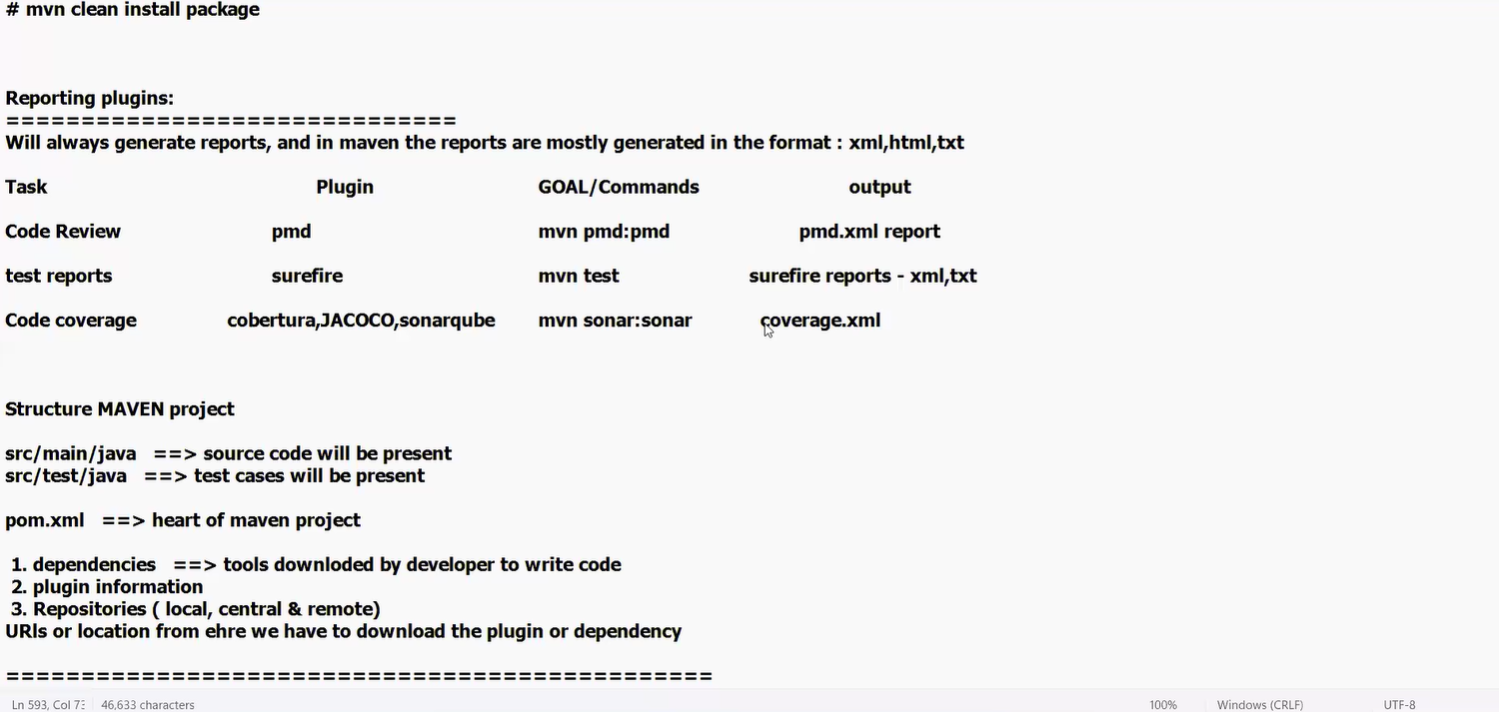 # mvn clean install package
Reporting plugins:
==============================
Will always generate reports, and in maven the reports are mostly generated in the format : xml,html,txt
Task Plugin GOAL/Commands output
Code Review pmd mvn pmd:pmd pmd.xml report
test reports surefire mvn test surefire reports - xml,txt
Code coverage cobertura,JACOCO,sonarqube mvn sonar:sonar coverage.xml
Structure MAVEN project
src/main/java ==> source code will be present
src/test/java ==> test cases will be present
pom.xml ==> heart of maven project
1. dependencies ==> tools downloded by developer to write code
2. plugin information
3. Repositories ( local, central & remote)
URls or location from ehre we have to download the plugin or dependency
===============================================
Ln 593, Col 73 46,633 characters 100% Windows (CRLF) UTF-8